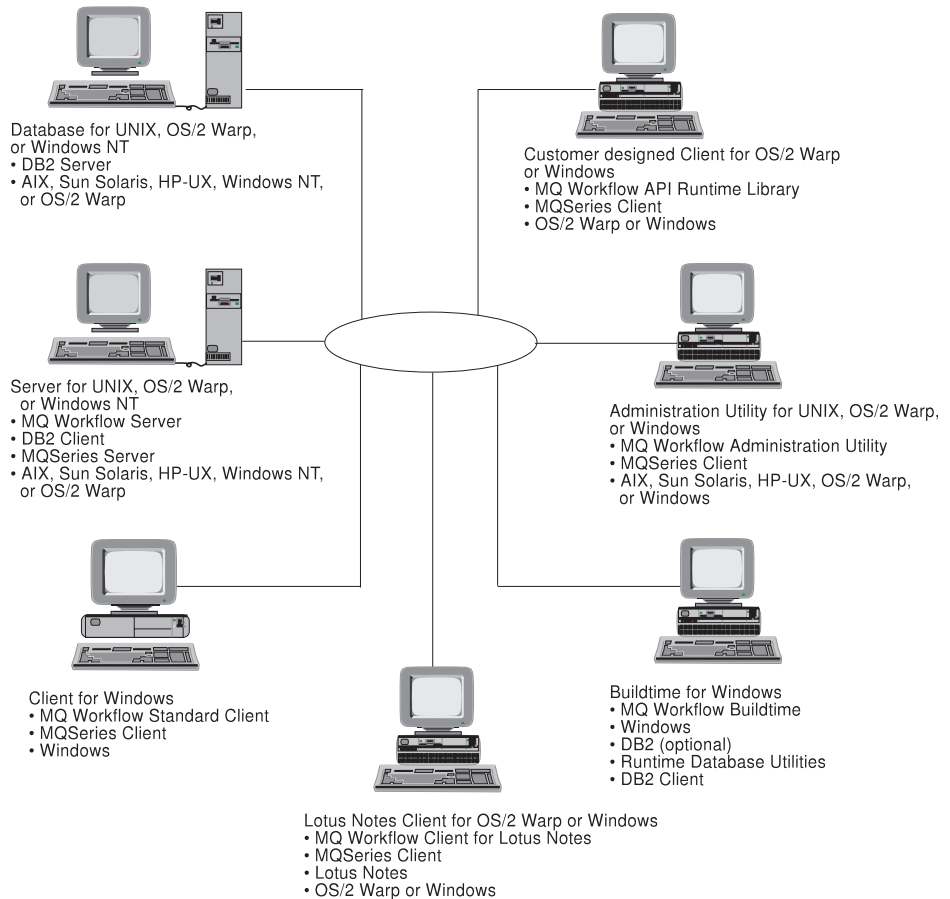 Database for UNIX, OS/2 Warp,
or Windows NT
• DB2 Server
• AIX, Sun Solaris, HP-UX, Windows NT,
or OS/2 Warp
Customer designed Client for OS/2 Warp
or Windows
• MQ Workflow API Runtime Library
• MQSeries Client
• OS/2 Warp or Windows
Server for UNIX, OS/2 Warp,
or Windows NT
• MQ Workflow Server
• DB2 Client
• MQSeries Server
• AIX, Sun Solaris, HP-UX, Windows NT,
or OS/2 Warp
Administration Utility for UNIX, OS/2 Warp,
or Windows
• MQ Workflow Administration Utility
• MQSeries Client
• AIX, Sun Solaris, HP-UX, OS/2 Warp,
or Windows
Client for Windows
• MQ Workflow Standard Client
• MQSeries Client
• Windows
Buildtime for Windows
• MQ Workflow Buildtime
• Windows
• DB2 (optional)
• Runtime Database Utilities
• DB2 Client
Lotus Notes Client for OS/2 Warp or Windows
• MQ Workflow Client for Lotus Notes
• MQSeries Client
• Lotus Notes
• OS/2 Warp or Windows